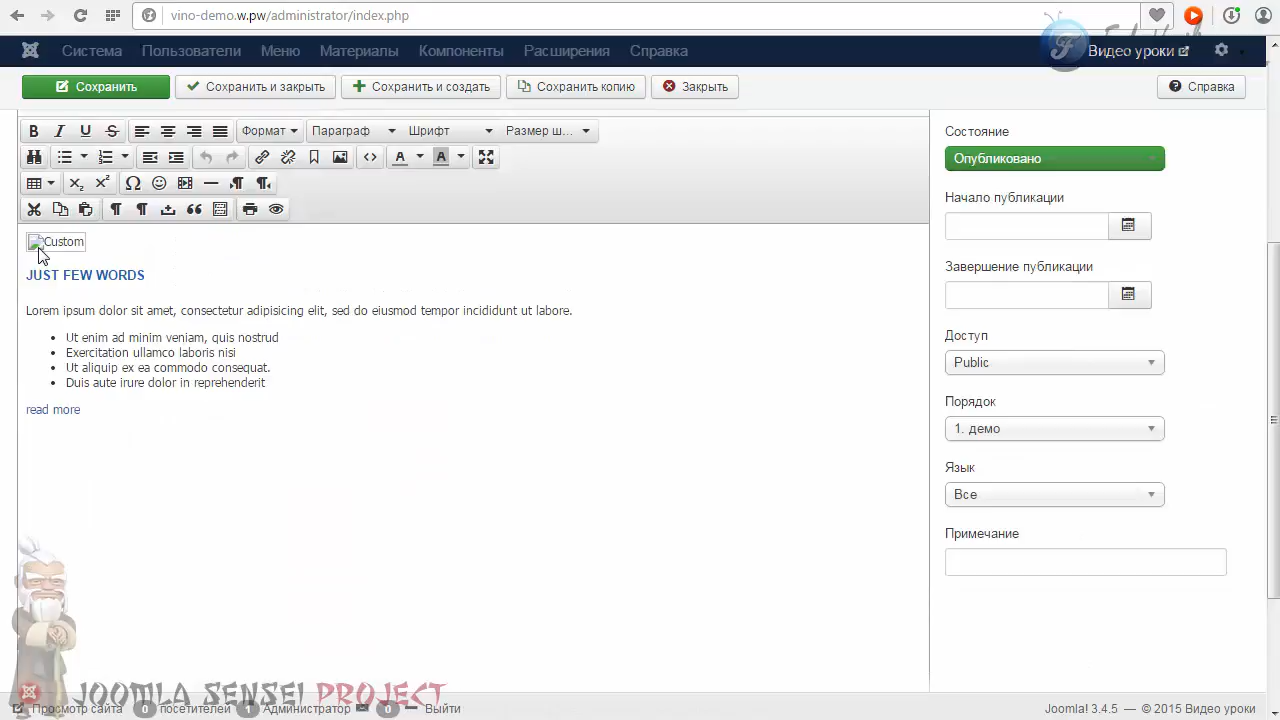 vino-demo.w.pw/administrator/index.php
Система Пользователи Меню Материалы Компоненты Расширения Справка Видео уроки
Сохранить Сохранить и закрыть Сохранить и создать Сохранить копию Закрыть Справка
Формат Параграф Шрифт Размер ш...
Custom
JUST FEW WORDS
Lorem ipsum dolor sit amet, consectetur adipisicing elit, sed do eiusmod tempor incididunt ut labore.
Ut enim ad minim veniam, quis nostrud
Exercitation ullamco laboris nisi
Ut aliquip ex ea commodo consequat.
Duis aute irure dolor in reprehenderit
read more
Состояние
Опубликовано
Начало публикации
Завершение публикации
Доступ
Public
Порядок
1. демо
Язык
Все
Примечание
JOOMLA SENSEI PROJECT
Просмотр сайта 0 посетителей 1 Администратор 0 Выйти
Joomla! 3.4.5 — © 2015 Видео уроки